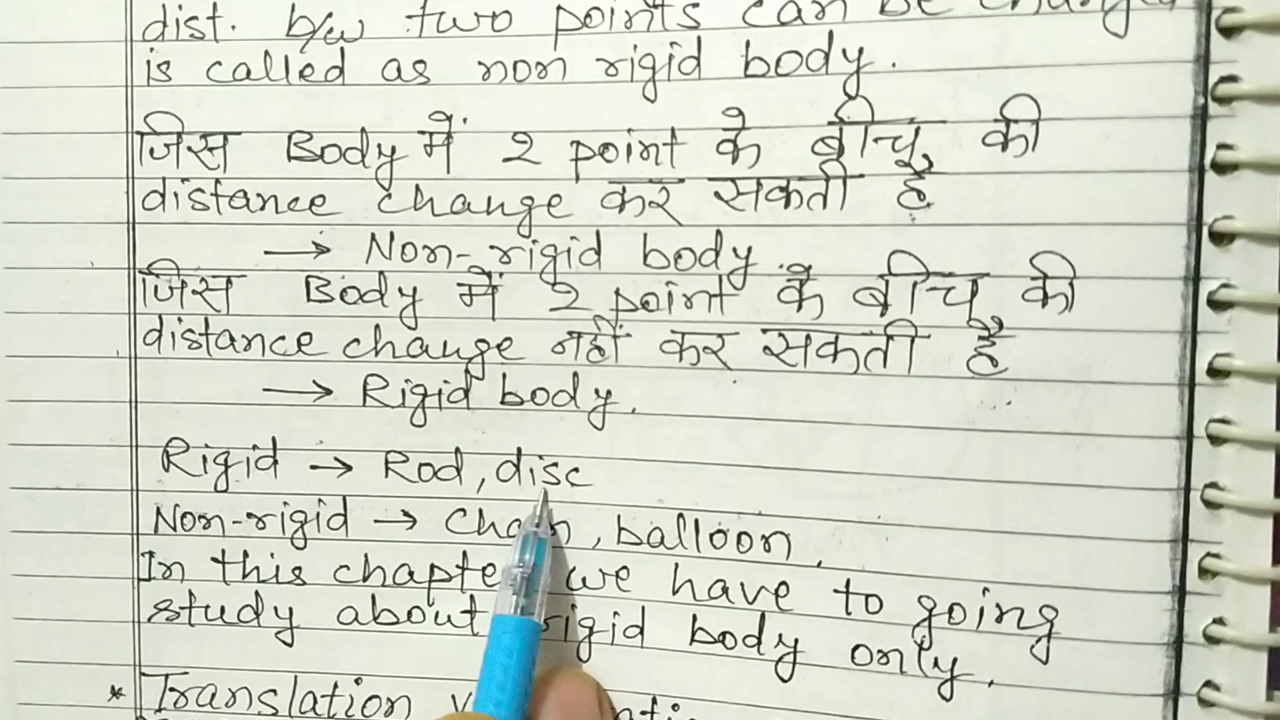 dist. b/w two points can be changed
is called as non rigid body.
जिस Body में 2 point के बीच की
distance change कर सकती है
→ Non-rigid body
जिस Body में 2 point के बीच की
distance change नहीं कर सकती है
→ Rigid body.
Rigid → Rod, disc
Non-rigid → Chain, balloon.
In this chapter we have to going
study about rigid body only.
* Translation